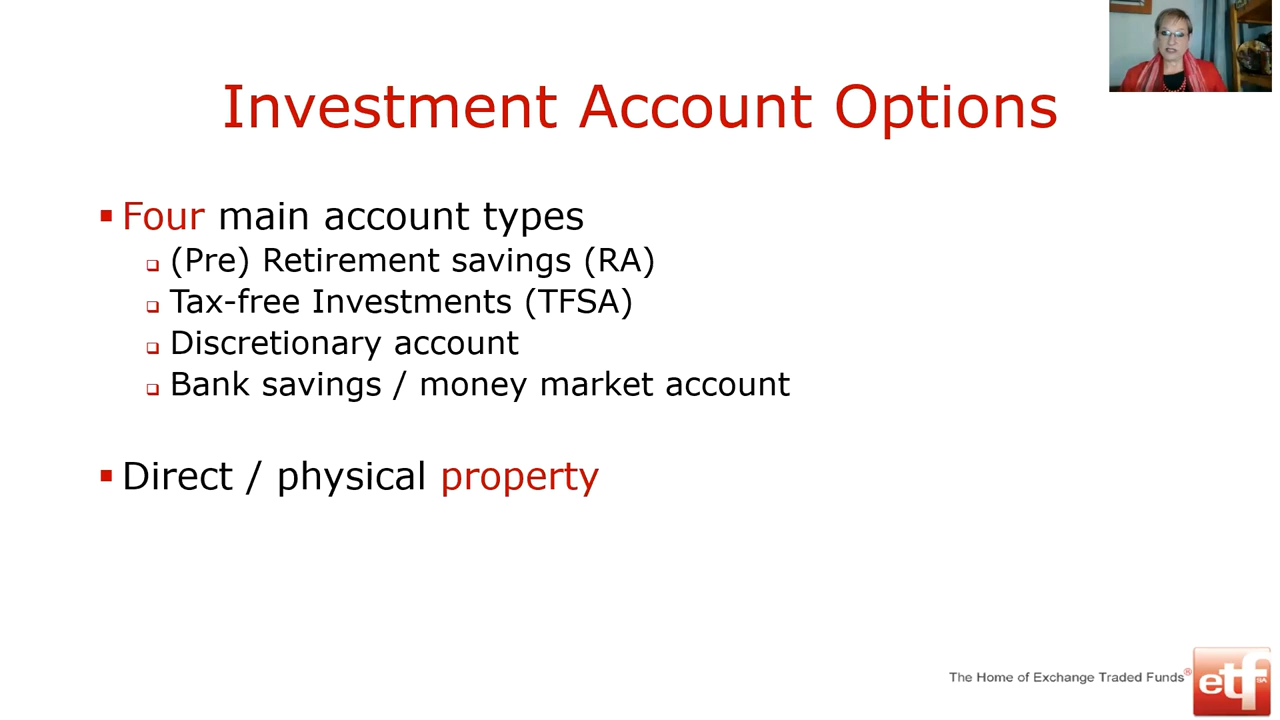 Investment Account Options
Four main account types
(Pre) Retirement savings (RA)
Tax-free Investments (TFSA)
Discretionary account
Bank savings / money market account
Direct / physical property
The Home of Exchange Traded Funds®
etfSA